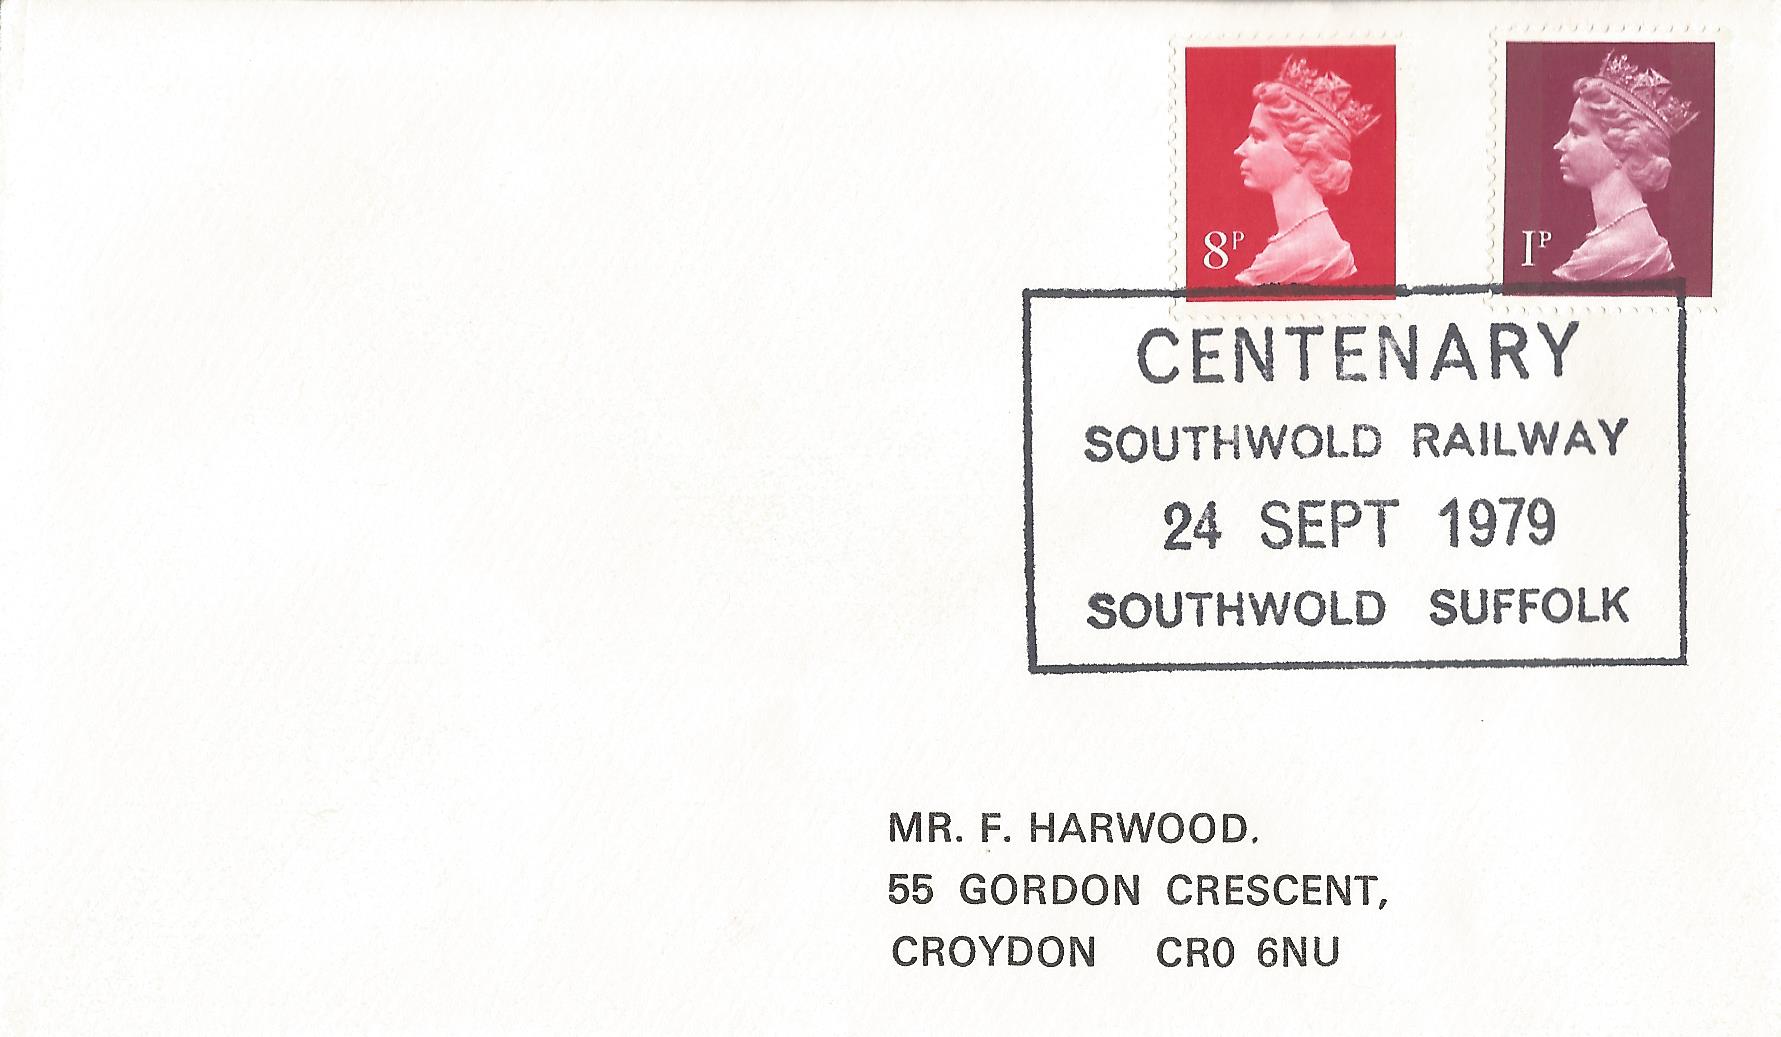 8P
1P
CENTENARY
SOUTHWOLD RAILWAY
24 SEPT 1979
SOUTHWOLD SUFFOLK
MR. F. HARWOOD.
55 GORDON CRESCENT,
CROYDON CR0 6NU